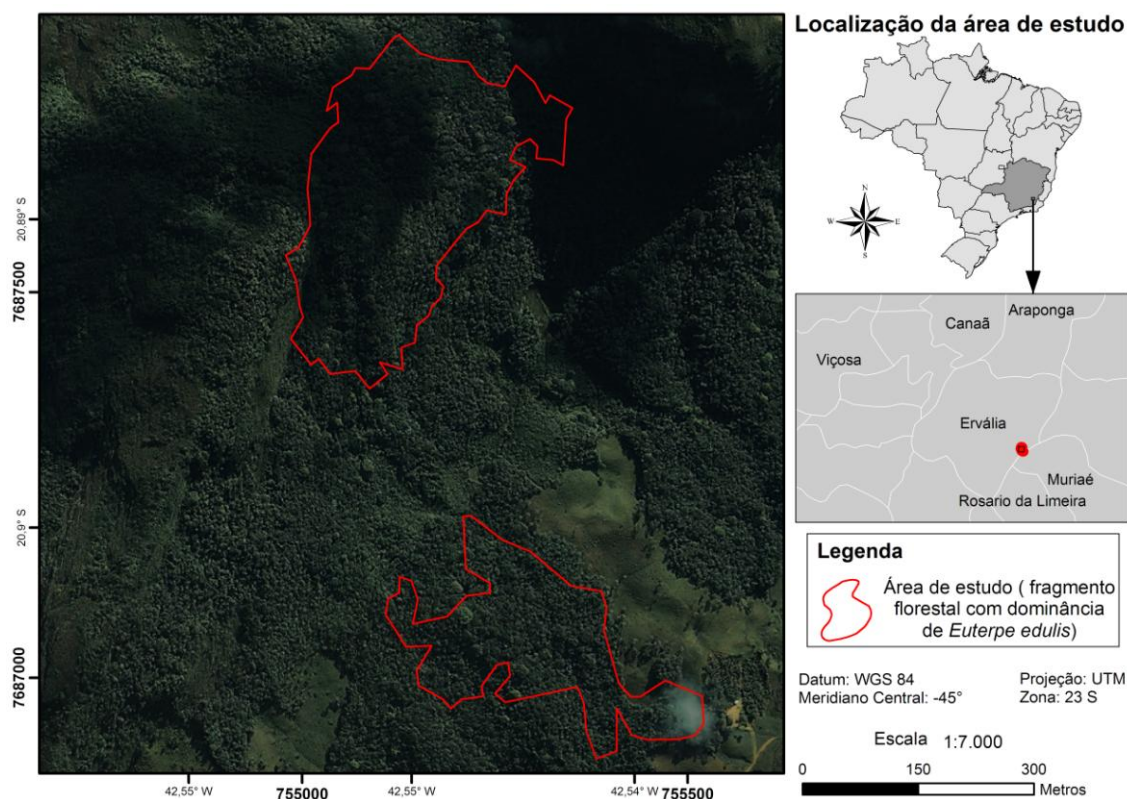 Localização da área de estudo
N
W
E
S
Araponga
Canaã
Viçosa
Ervália
Muriaé
Rosario da Limeira
Legenda
Área de estudo ( fragmento
florestal com dominância
de Euterpe edulis)
Datum: WGS 84
Projeção: UTM
Meridiano Central: -45°
Zona: 23 S
Escala 1:7.000
0 150 300
Metros
20,89° S
7687500
20,9° S
7687000
42,55° W
755000
42,55° W
42,54° W
755500